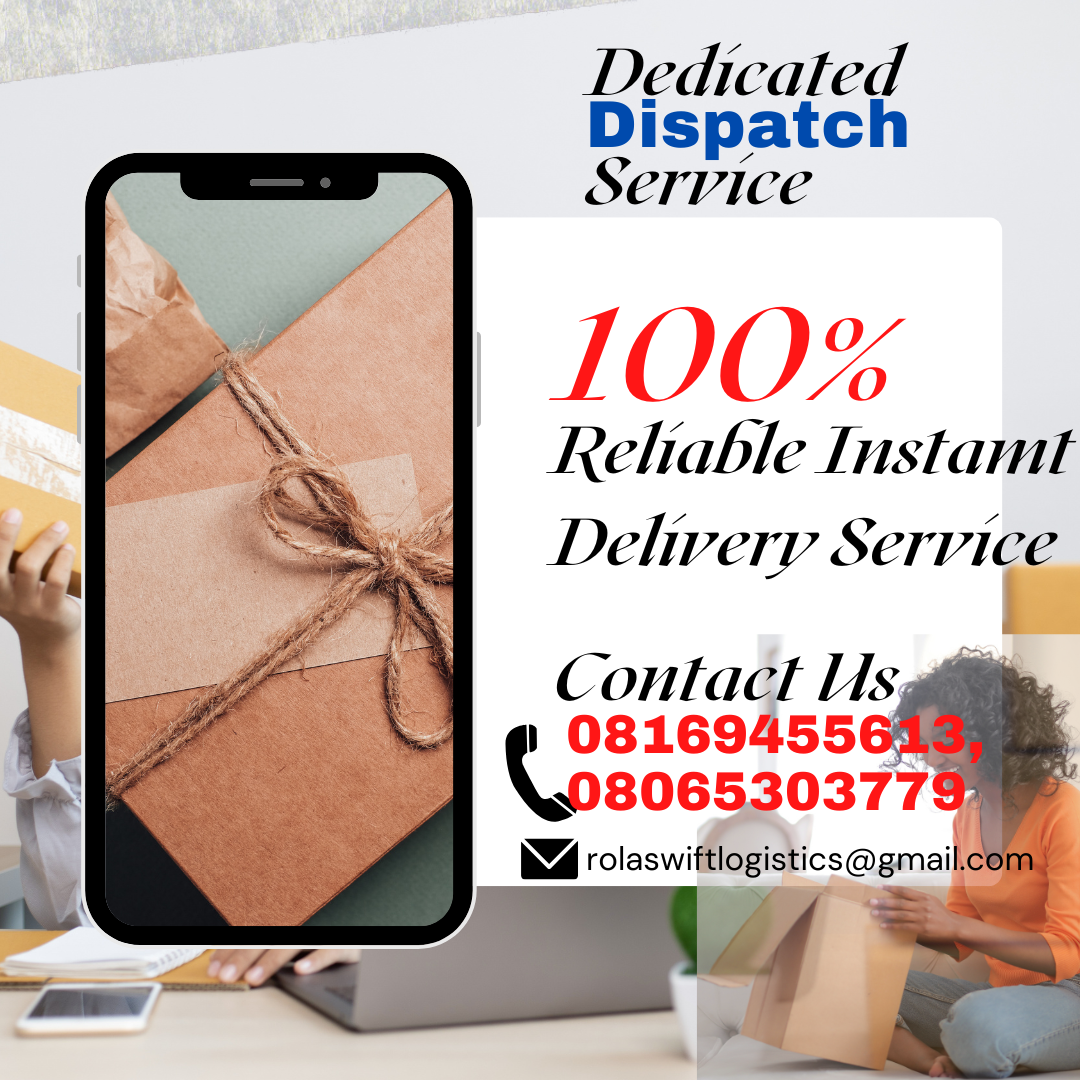 Dedicated
Dispatch
Service
100%
Reliable Instamt
Delivery Service
Contact Us
08169455613,
08065303779
rolaswiftlogistics@gmail.com